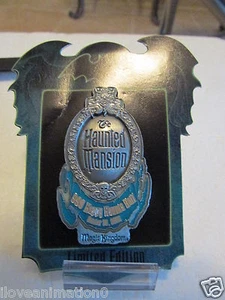 The
Haunted
Mansion
Magic Kingdom
Limited Edition
iloveanimation0